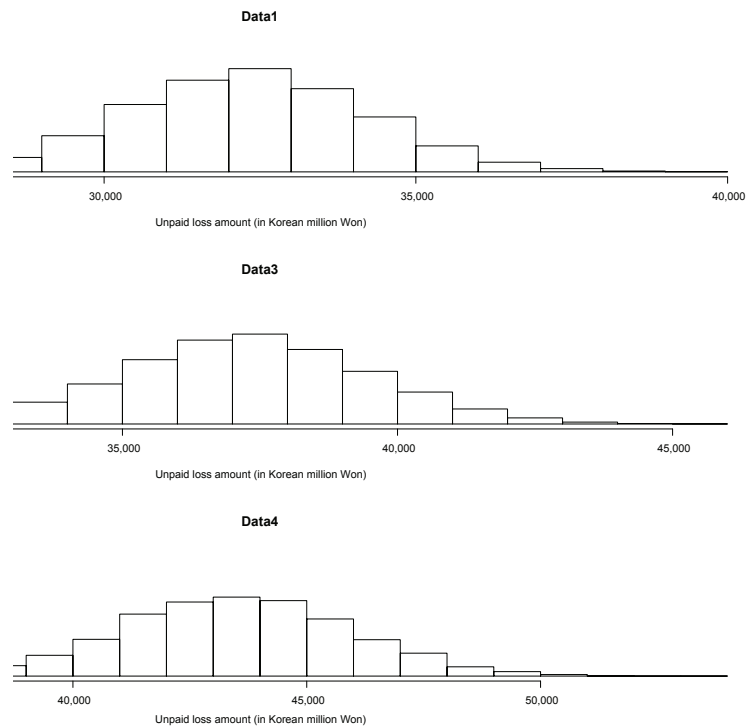 Data1
30,000 35,000 40,000
Unpaid loss amount (in Korean million Won)
Data3
35,000 40,000 45,000
Unpaid loss amount (in Korean million Won)
Data4
40,000 45,000 50,000
Unpaid loss amount (in Korean million Won)